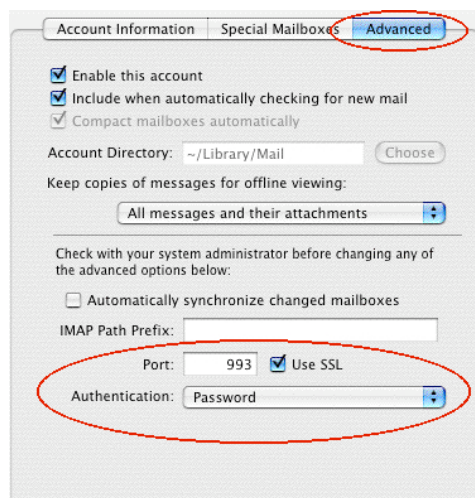 Account Information Special Mailboxes Advanced
Enable this account
Include when automatically checking for new mail
Compact mailboxes automatically
Account Directory: ~/Library/Mail Choose
Keep copies of messages for offline viewing:
All messages and their attachments
Check with your system administrator before changing any of
the advanced options below:
Automatically synchronize changed mailboxes
IMAP Path Prefix:
Port: 993 Use SSL
Authentication: Password